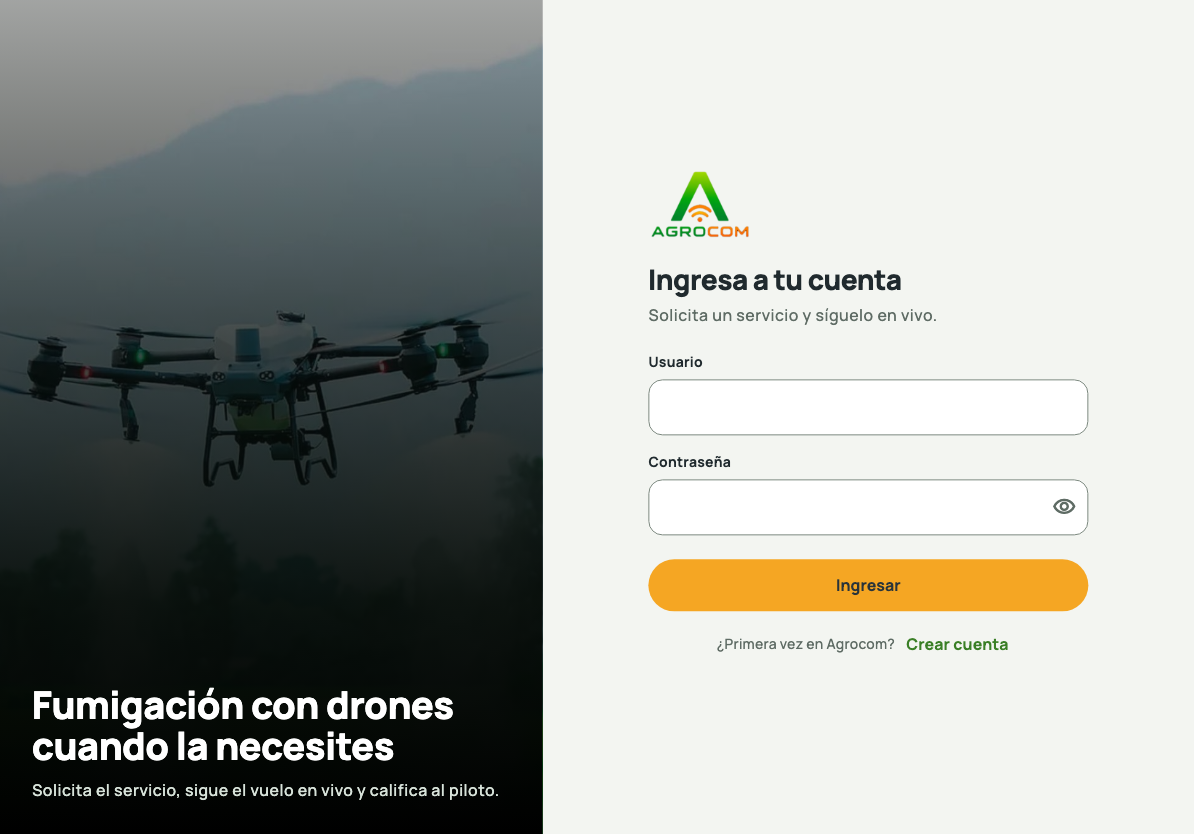 Fumigación con drones
cuando la necesites
Solicita el servicio, sigue el vuelo en vivo y califica al piloto.
AGROCOM
Ingresa a tu cuenta
Solicita un servicio y síguelo en vivo.
Usuario
Contraseña
Ingresar
¿Primera vez en Agrocom? Crear cuenta